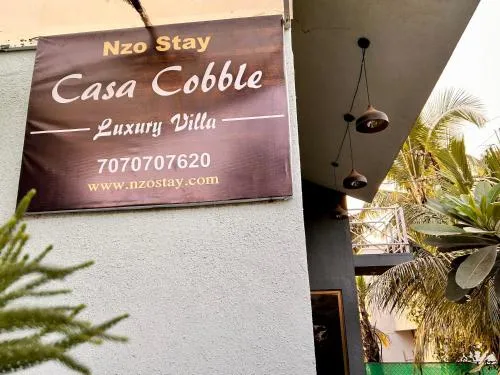 Nzo Stay
Casa Cobble
Luxury Villa
7070707620
www.nzostay.com